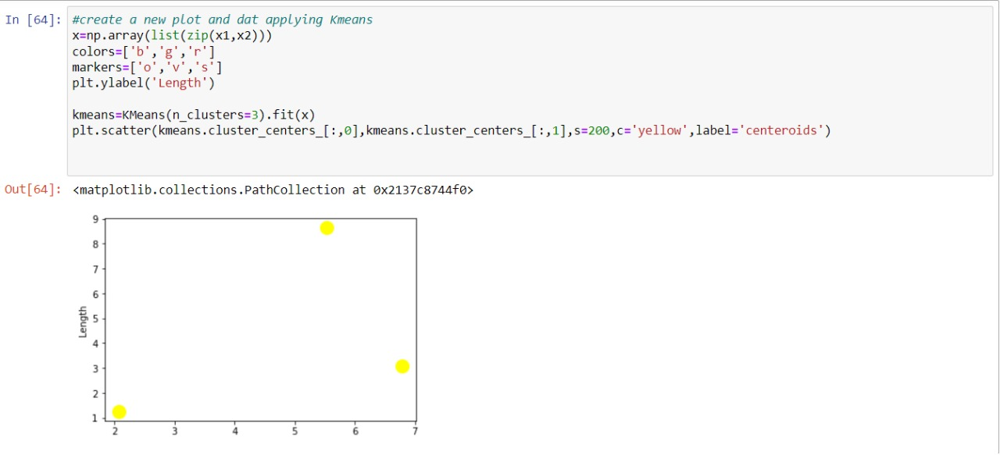 In [64]: #create a new plot and dat applying Kmeans
x=np.array(list(zip(x1,x2)))
colors=['b','g','r']
markers=['o','v','s']
plt.ylabel('Length')
kmeans=KMeans(n_clusters=3).fit(x)
plt.scatter(kmeans.cluster_centers_[:,0],kmeans.cluster_centers_[:,1],s=200,c='yellow',label='centeroids')
Out[64]: <matplotlib.collections.PathCollection at 0x2137c8744f0>
9
8
7
6
5
4
3
2
1
Length
2 3 4 5 6 7